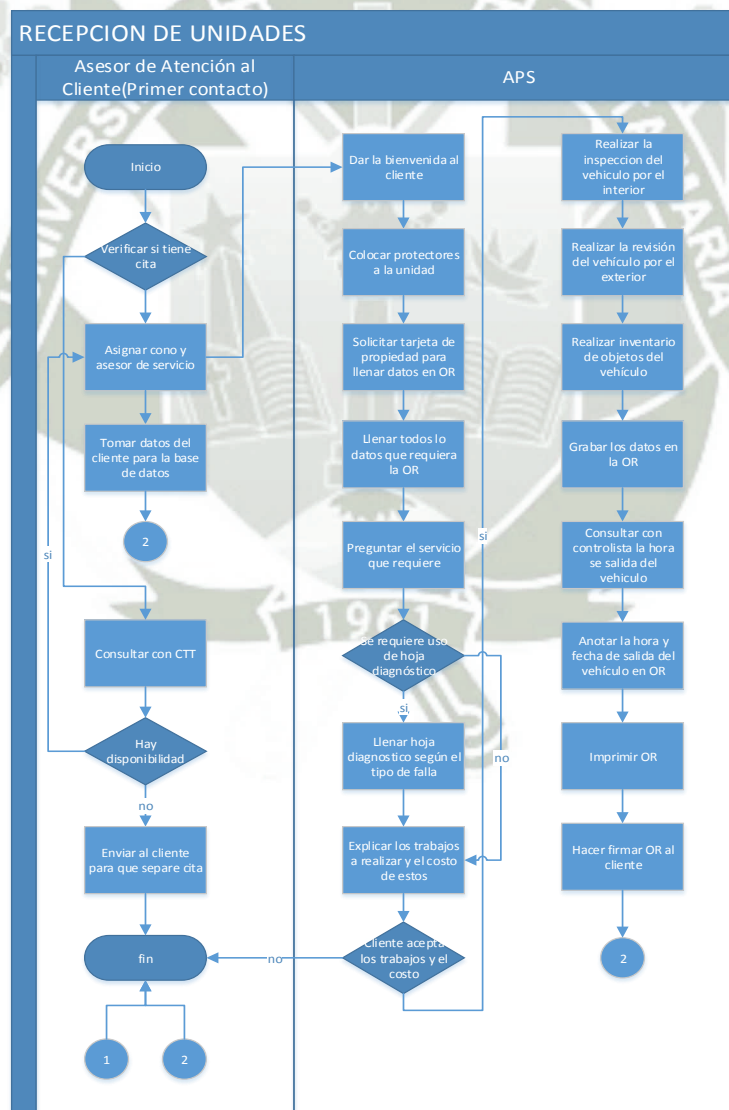 RECEPCION DE UNIDADES
Asesor de Atención al
Cliente(Primer contacto)
Inicio
Verificar si tiene
cita
Asignar cono y
asesor de servicio
Tomar datos del
cliente para la base
de datos
2
si
Consultar con CTT
Hay
disponibilidad
no
Enviar al cliente
para que separe cita
fin
1
2
APS
Dar la bienvenida al
cliente
Colocar protectores
a la unidad
Solicitar tarjeta de
propiedad para
llenar datos en OR
Llenar todos lo
datos que requiera
la OR
Preguntar el servicio
que requiere
Se requiere uso
de hoja
diagnóstico
si
Llenar hoja
diagnostico según el
tipo de falla
no
Explicar los trabajos
a realizar y el costo
de estos
Cliente acepta
los trabajos y el
costo
no
si
Realizar la
inspeccion del
vehiculo por el
interior
Realizar la revisión
del vehículo por el
exterior
Realizar inventario
de objetos del
vehículo
Grabar los datos en
la OR
Consultar con
controlista la hora
se salida del
vehiculo
Anotar la hora y
fecha de salida del
vehículo en OR
Imprimir OR
Hacer firmar OR al
cliente
2
1961